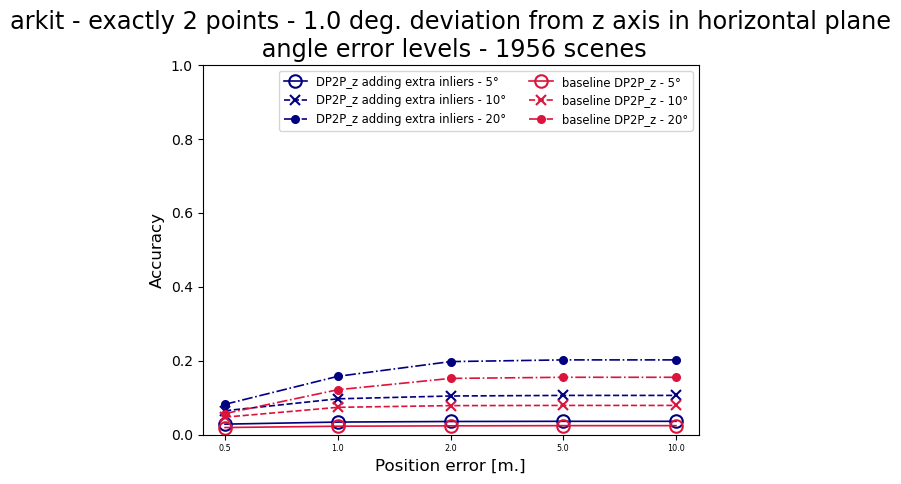 arkit - exactly 2 points - 1.0 deg. deviation from z axis in horizontal plane
angle error levels - 1956 scenes
DP2P_z adding extra inliers - 5°
DP2P_z adding extra inliers - 10°
DP2P_z adding extra inliers - 20°
baseline DP2P_z - 5°
baseline DP2P_z - 10°
baseline DP2P_z - 20°
1.0
0.8
0.6
0.4
0.2
0.0
Accuracy
0.5 1.0 2.0 5.0 10.0
Position error [m.]